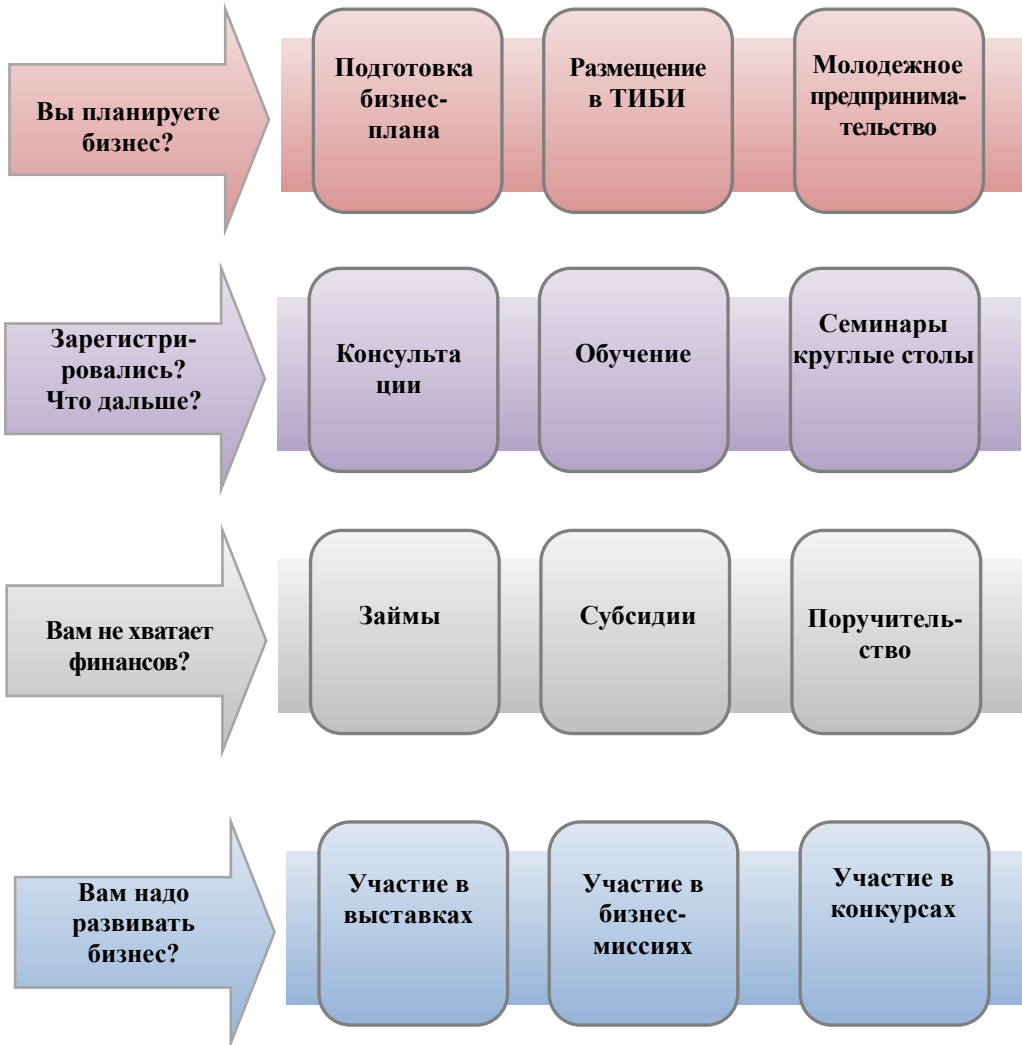 Вы планируете
бизнес?
Подготовка
бизнес-
плана
Размещение
в ТИБИ
Молодежное
предпринима-
тельство
Зарегистри-
ровались?
Что дальше?
Консульта
ции
Обучение
Семинары
круглые столы
Вам не хватает
финансов?
Займы
Субсидии
Поручитель-
ство
Вам надо
развивать
бизнес?
Участие в
выставках
Участие в
бизнес-
миссиях
Участие в
конкурсах